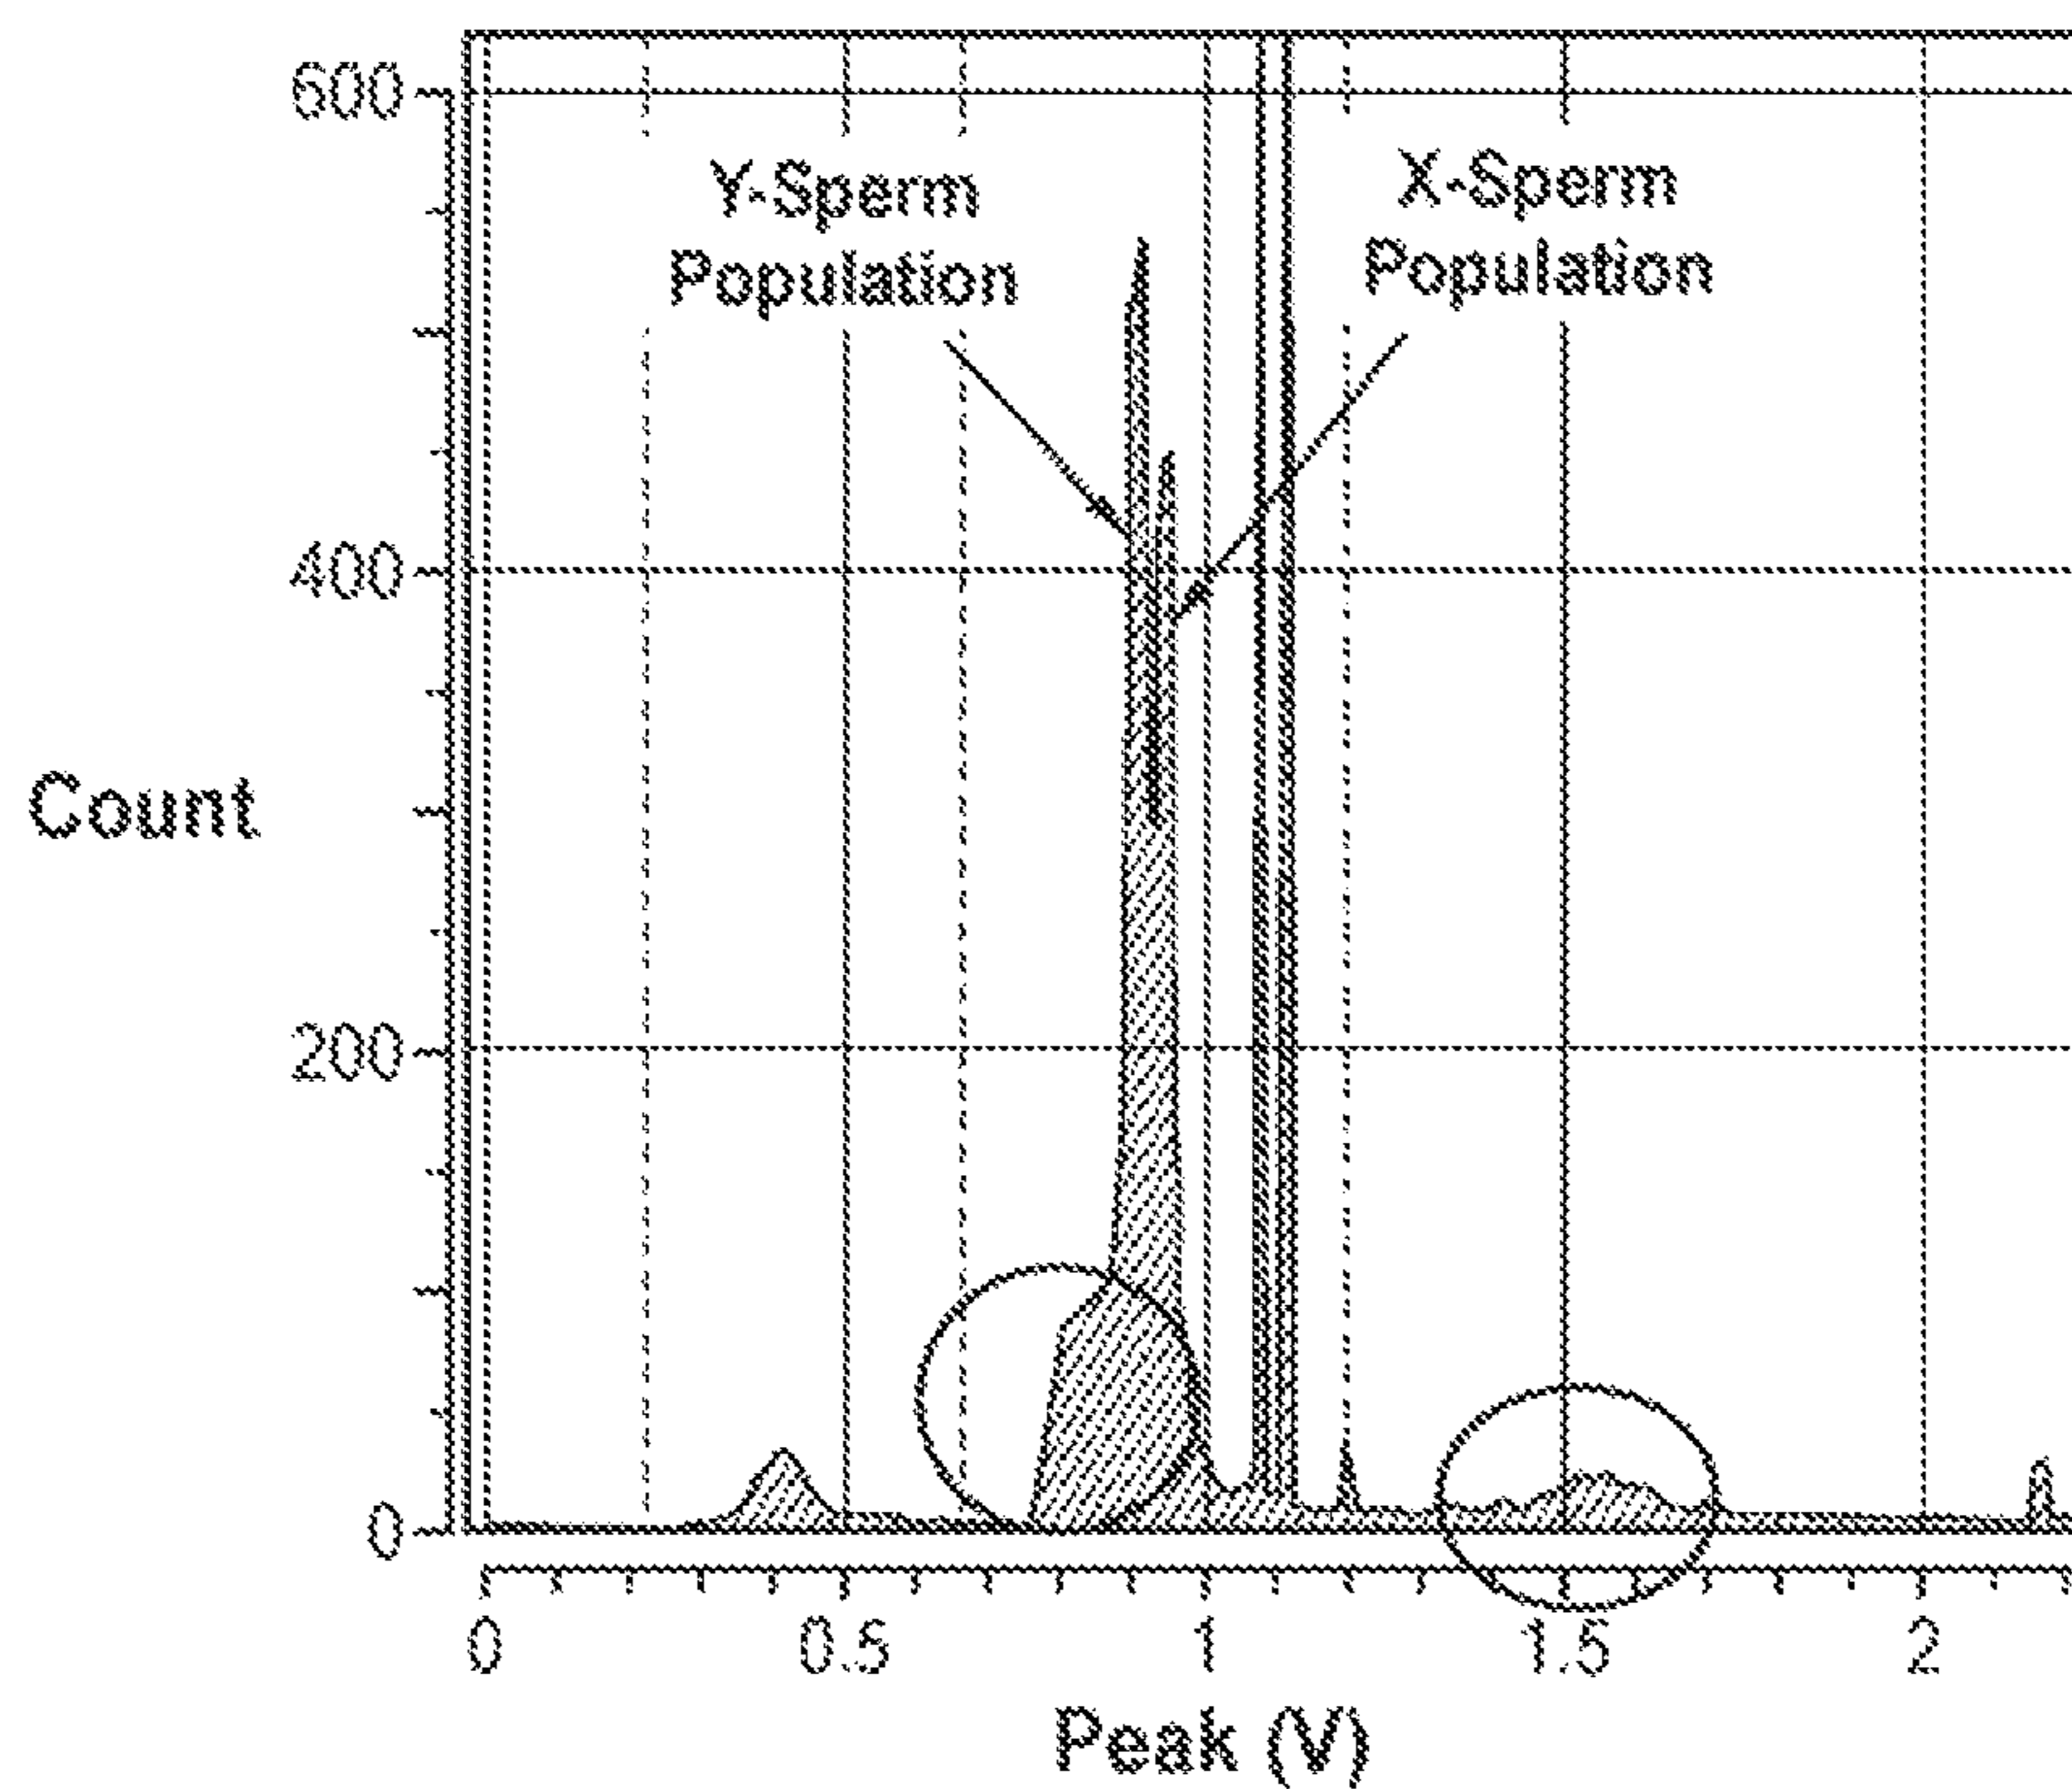 600
Y-Sperm
Population
X-Sperm
Population
400
Count
200
0
0 0.5 1 1.5 2
Peak (V)